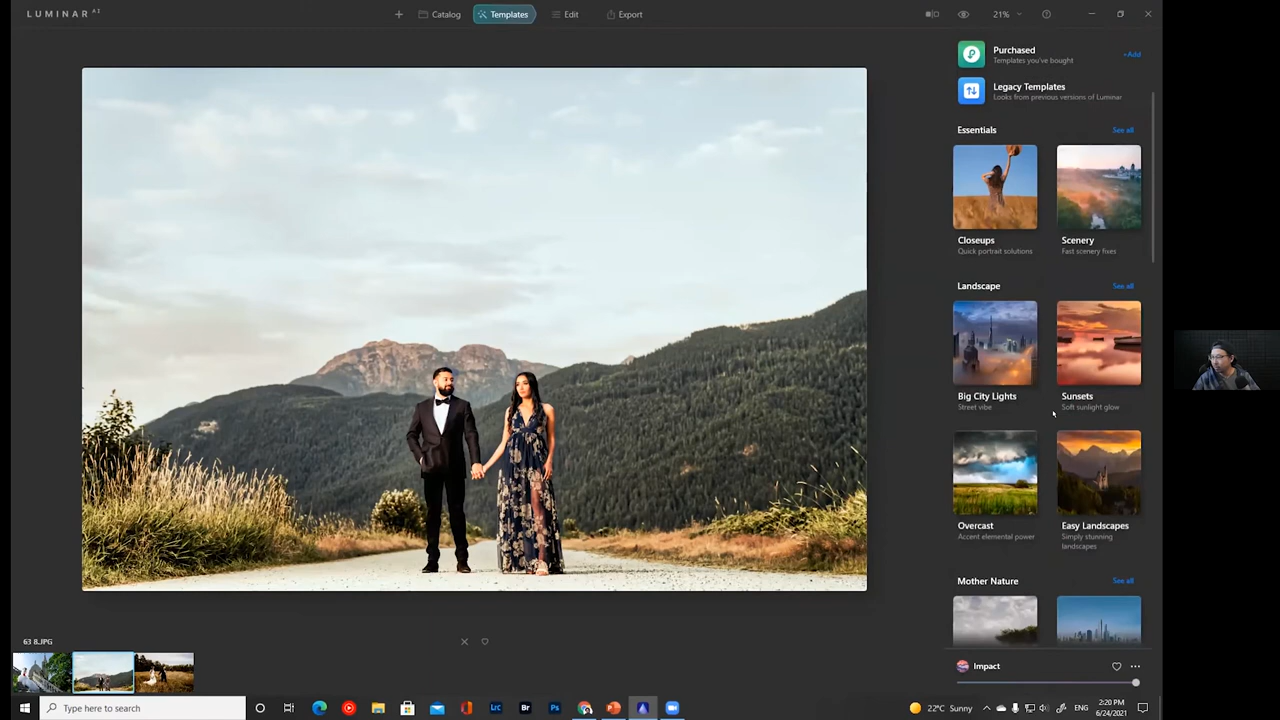 LUMINAR AI
Catalog
Templates
Edit
Export
21%
Purchased
Templates you've bought
+Add
Legacy Templates
Looks from previous versions of Luminar
Essentials
See all
Closeups
Quick portrait solutions
Scenery
Fast scenery fixes
Landscape
See all
Big City Lights
Street vibe
Sunsets
Soft sunlight glow
Overcast
Accent elemental power
Easy Landscapes
Simply stunning
landscapes
Mother Nature
See all
63 8.JPG
Impact
Type here to search
Lrc
Br
Ps
22°C Sunny
ENG
2:20 PM
6/24/2021